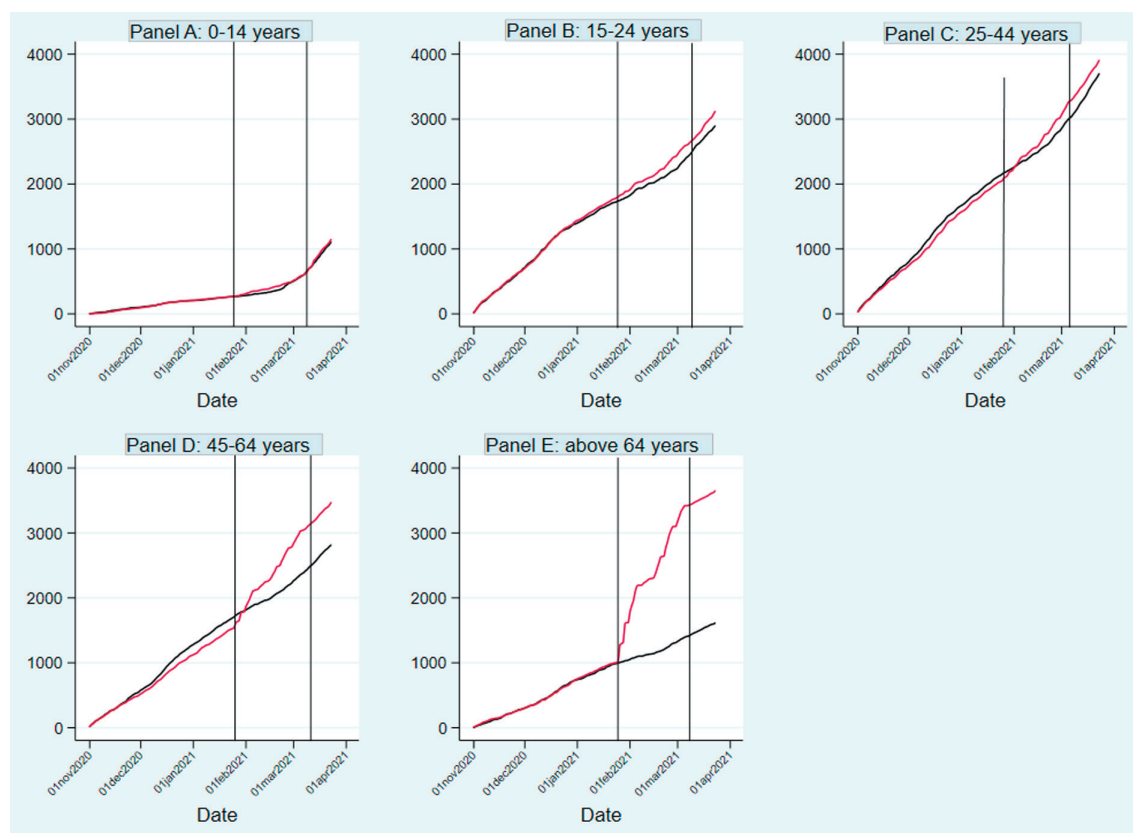 Panel A: 0-14 years
4000
3000
2000
1000
0
01nov2020
01dec2020
01jan2021
01feb2021
01mar2021
01apr2021
Date
Panel B: 15-24 years
4000
3000
2000
1000
0
01nov2020
01dec2020
01jan2021
01feb2021
01mar2021
01apr2021
Date
Panel C: 25-44 years
4000
3000
2000
1000
0
01nov2020
01dec2020
01jan2021
01feb2021
01mar2021
01apr2021
Date
Panel D: 45-64 years
4000
3000
2000
1000
0
01nov2020
01dec2020
01jan2021
01feb2021
01mar2021
01apr2021
Date
Panel E: above 64 years
4000
3000
2000
1000
0
01nov2020
01dec2020
01jan2021
01feb2021
01mar2021
01apr2021
Date